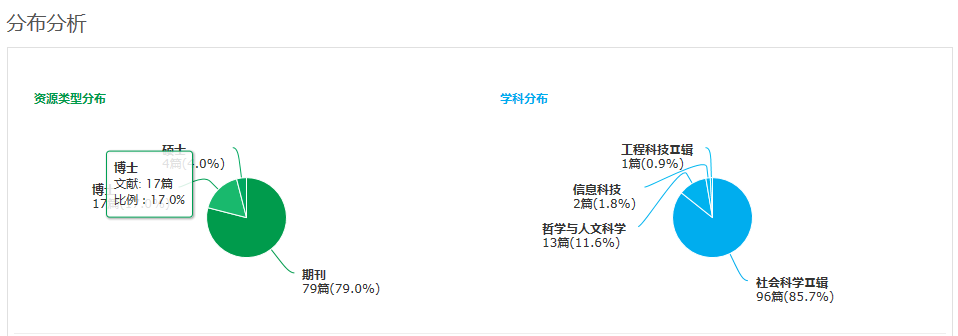 分布分析
资源类型分布
学科分布
硕士
4篇(4.0%)
博士
文献: 17篇
比例：17.0%
期刊
79篇(79.0%)
工程科技Ⅱ辑
1篇(0.9%)
信息科技
2篇(1.8%)
哲学与人文科学
13篇(11.6%)
社会科学Ⅱ辑
96篇(85.7%)